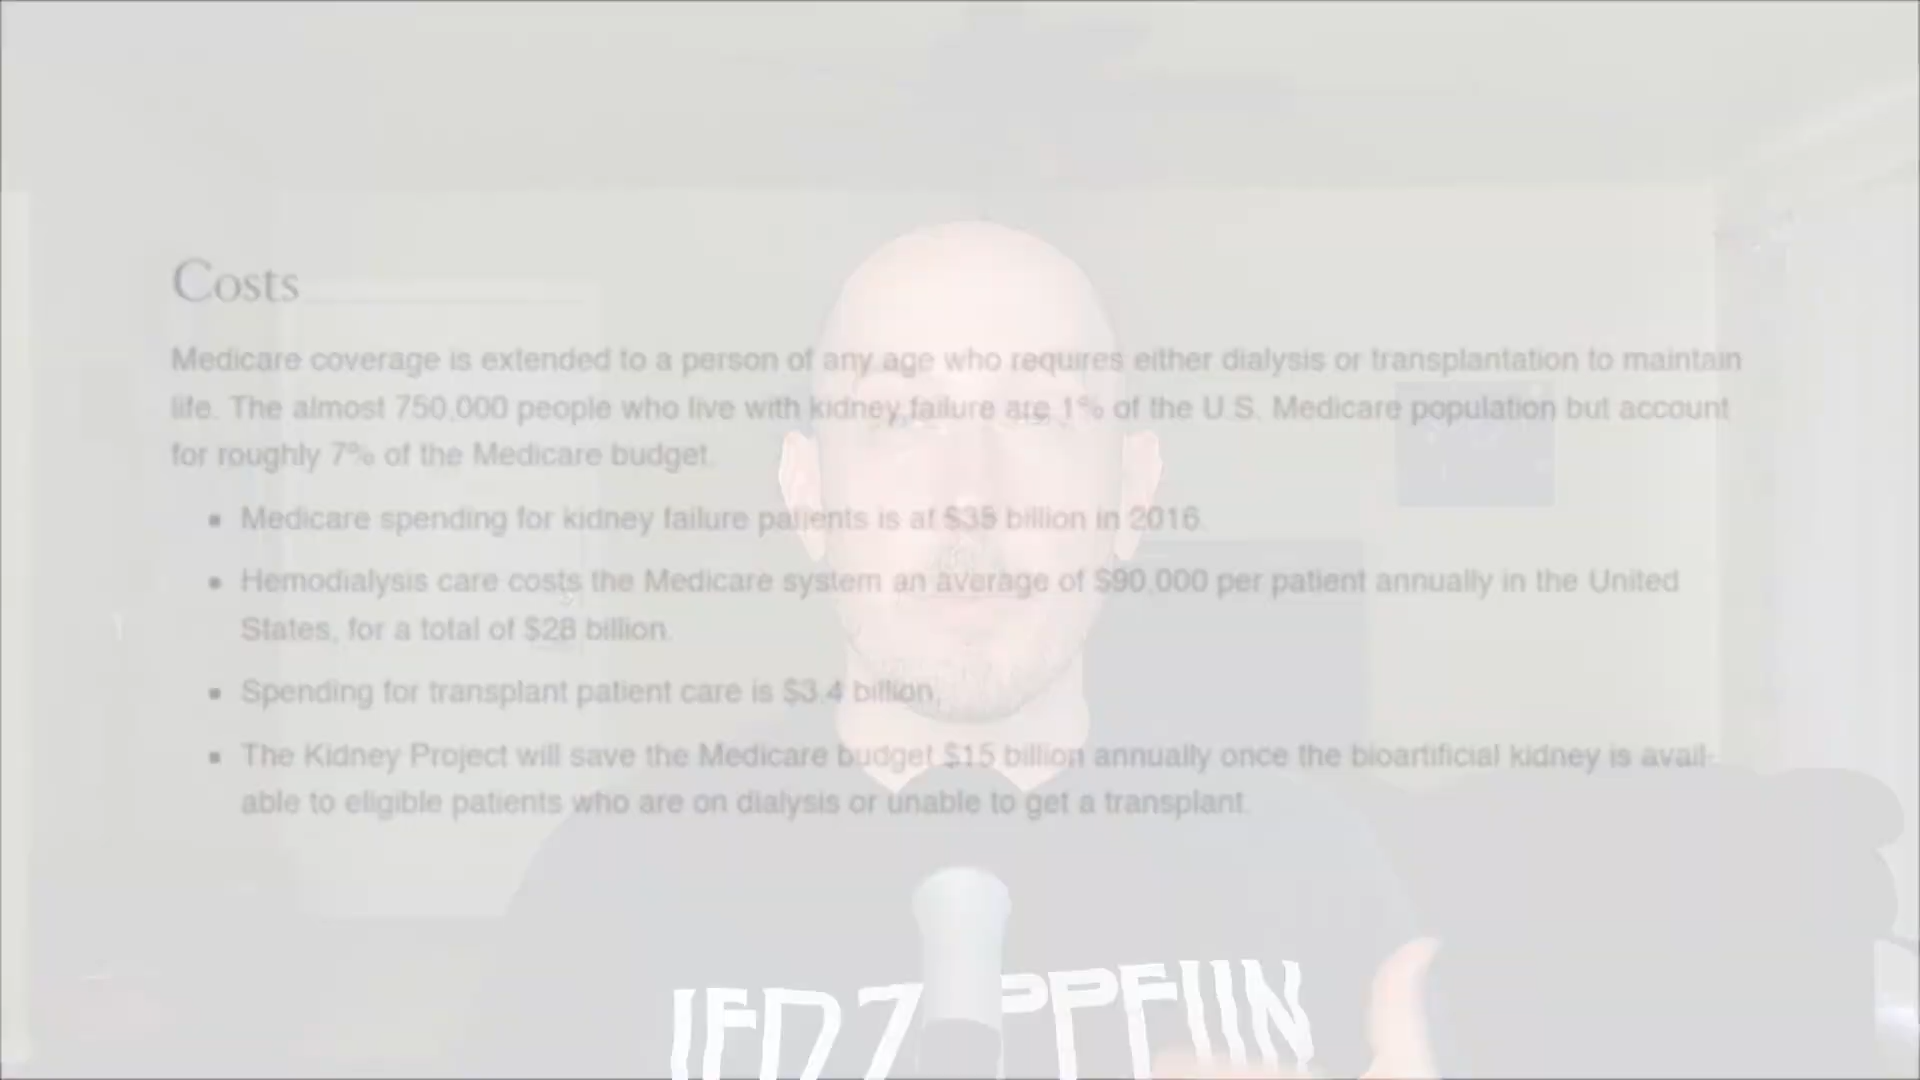 Costs
Medicare coverage is extended to a person of any age who requires either dialysis or transplantation to maintain
life. The almost 750,000 people who live with kidney failure are 1% of the U.S. Medicare population but account
for roughly 7% of the Medicare budget.
▪ Medicare spending for kidney failure patients is at $35 billion in 2016.
▪ Hemodialysis care costs the Medicare system an average of $90,000 per patient annually in the United
States, for a total of $28 billion.
▪ Spending for transplant patient care is $3.4 billion.
▪ The Kidney Project will save the Medicare budget $15 billion annually once the bioartificial kidney is avail-
able to eligible patients who are on dialysis or unable to get a transplant.
LED ZEPPELIN